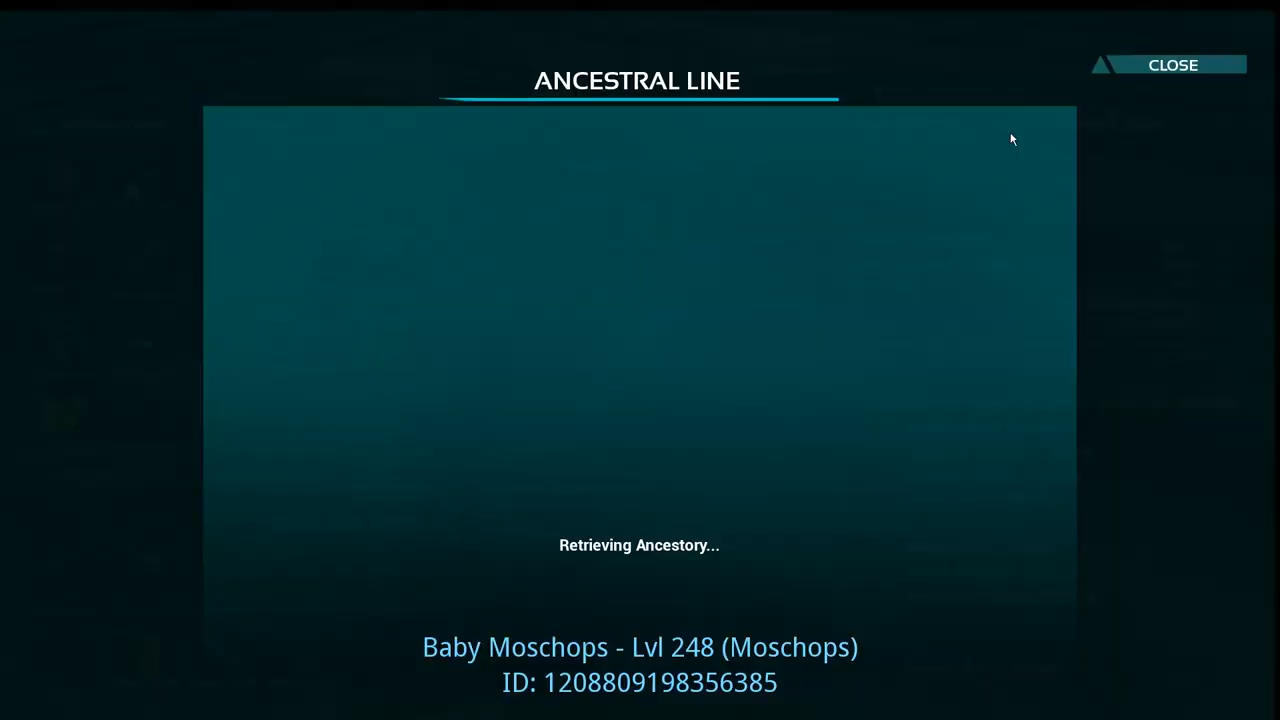 ANCESTRAL LINE
CLOSE
Retrieving Ancestory...
Baby Moschops - Lvl 248 (Moschops)
ID: 1208809198356385